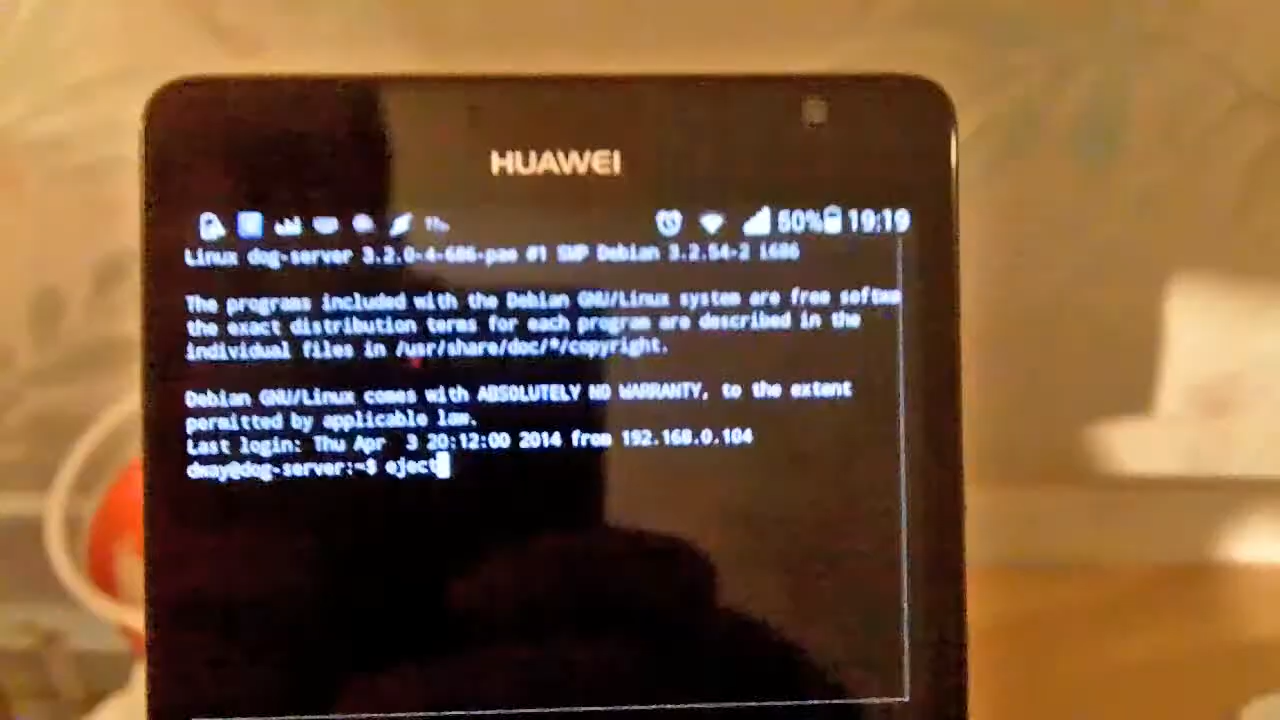 HUAWEI
50% 19:19
Linux dog-server 3.2.0-4-686-pae #1 SMP Debian 3.2.54-2 i686
The programs included with the Debian GNU/Linux system are free softwa
the exact distribution terms for each program are described in the
individual files in /usr/share/doc/*/copyright.
Debian GNU/Linux comes with ABSOLUTELY NO WARRANTY, to the extent
permitted by applicable law.
Last login: Thu Apr 3 20:12:00 2014 from 192.168.0.104
dway@dog-server:~$ eject